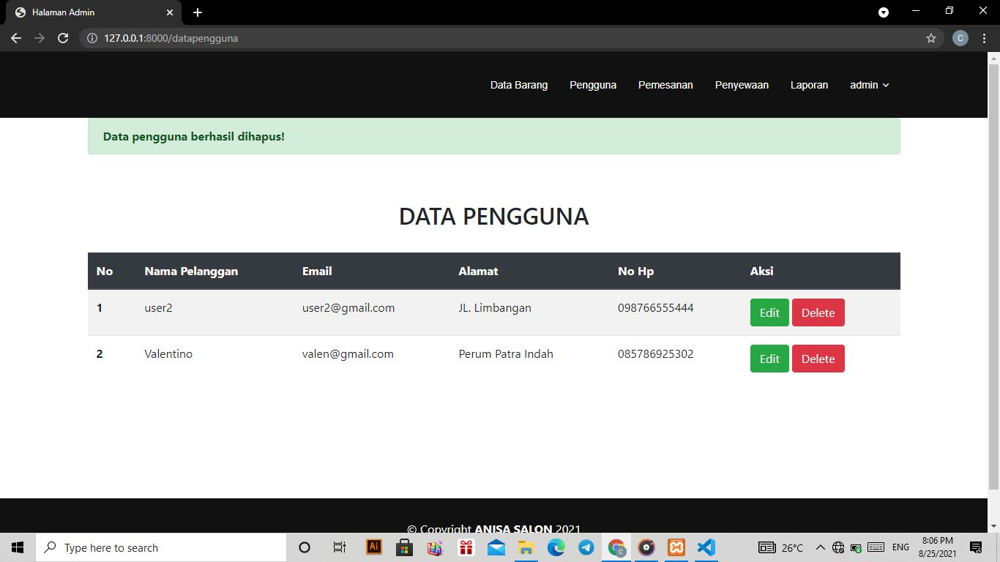 Halaman Admin
127.0.0.1:8000/datapengguna
C
Data Barang Pengguna Pemesanan Penyewaan Laporan admin
Data pengguna berhasil dihapus!
DATA PENGGUNA
No Nama Pelanggan Email Alamat No Hp Aksi
1 user2 user2@gmail.com JL. Limbangan 098766555444 Edit Delete
2 Valentino valen@gmail.com Perum Patra Indah 085786925302 Edit Delete
© Copyright ANISA SALON 2021
Type here to search
Ai
C
26°C
ENG
8:06 PM
8/25/2021